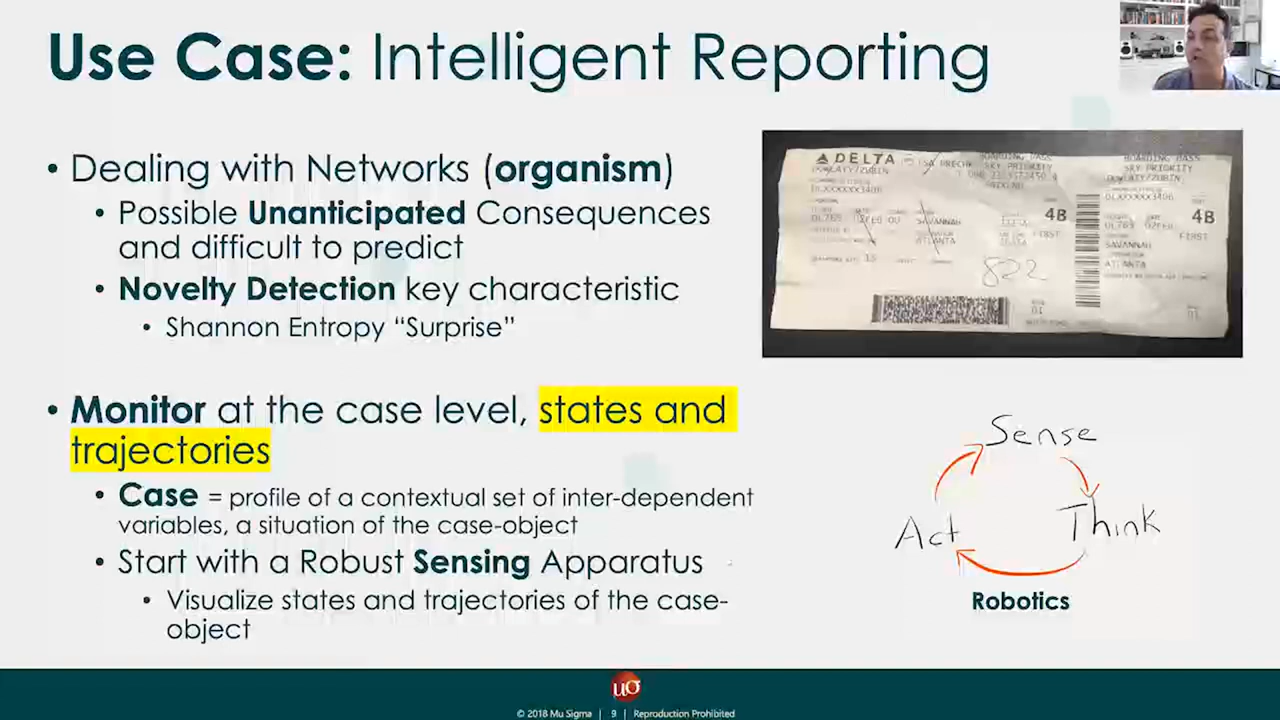 Use Case: Intelligent Reporting
• Dealing with Networks (organism)
• Possible Unanticipated Consequences
and difficult to predict
• Novelty Detection key characteristic
• Shannon Entropy “Surprise”
• Monitor at the case level, states and
trajectories
• Case = profile of a contextual set of inter-dependent
variables, a situation of the case-object
• Start with a Robust Sensing Apparatus
• Visualize states and trajectories of the case-
object
DELTA
BOARDING PASS
SKY PRIORITY
4B
SAVANNAH
ATLANTA
FIRST
822
BOARDING PASS
SKY PRIORITY
4B
FIRST
SAVANNAH
ATLANTA
Sense
Think
Act
Robotics
© 2018 Mu Sigma | 9 | Reproduction Prohibited